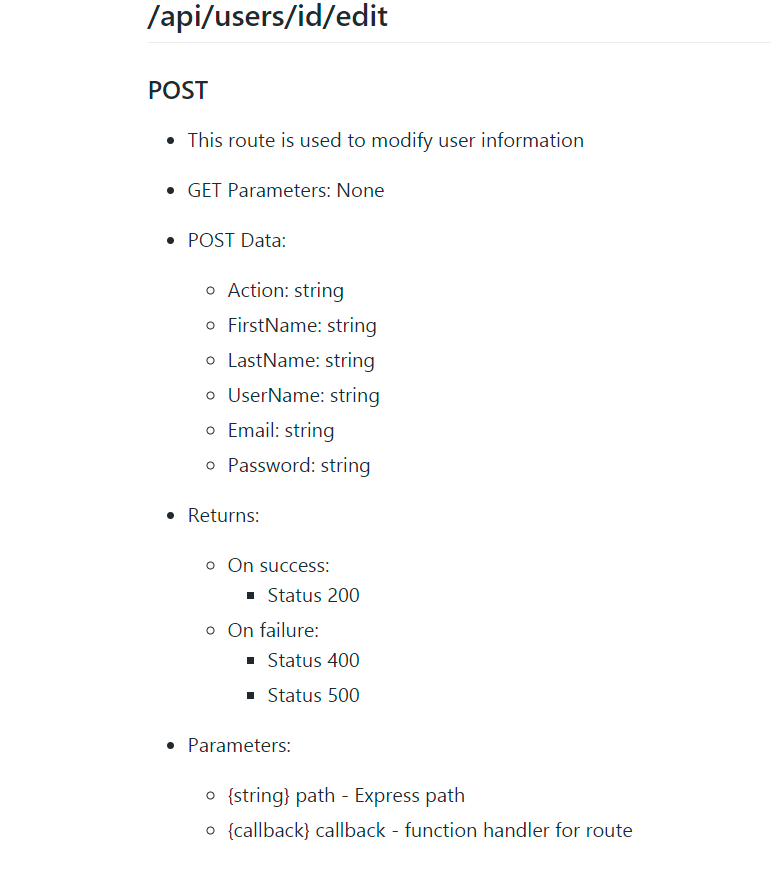 /api/users/id/edit
POST
This route is used to modify user information
GET Parameters: None
POST Data:
Action: string
FirstName: string
LastName: string
UserName: string
Email: string
Password: string
Returns:
On success:
Status 200
On failure:
Status 400
Status 500
Parameters:
{string} path - Express path
{callback} callback - function handler for route